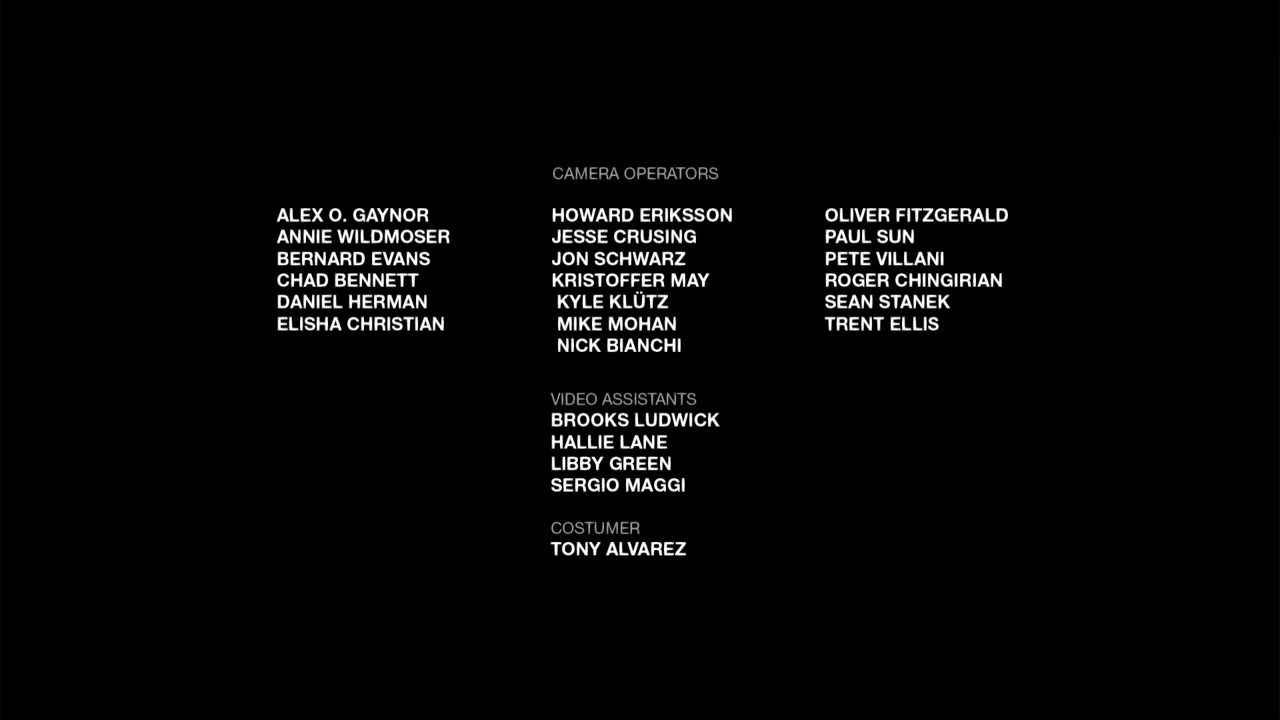 CAMERA OPERATORS
ALEX O. GAYNOR
ANNIE WILDMOSER
BERNARD EVANS
CHAD BENNETT
DANIEL HERMAN
ELISHA CHRISTIAN
HOWARD ERIKSSON
JESSE CRUSING
JON SCHWARZ
KRISTOFFER MAY
KYLE KLÜTZ
MIKE MOHAN
NICK BIANCHI
OLIVER FITZGERALD
PAUL SUN
PETE VILLANI
ROGER CHINGIRIAN
SEAN STANEK
TRENT ELLIS
VIDEO ASSISTANTS
BROOKS LUDWICK
HALLIE LANE
LIBBY GREEN
SERGIO MAGGI
COSTUMER
TONY ALVAREZ